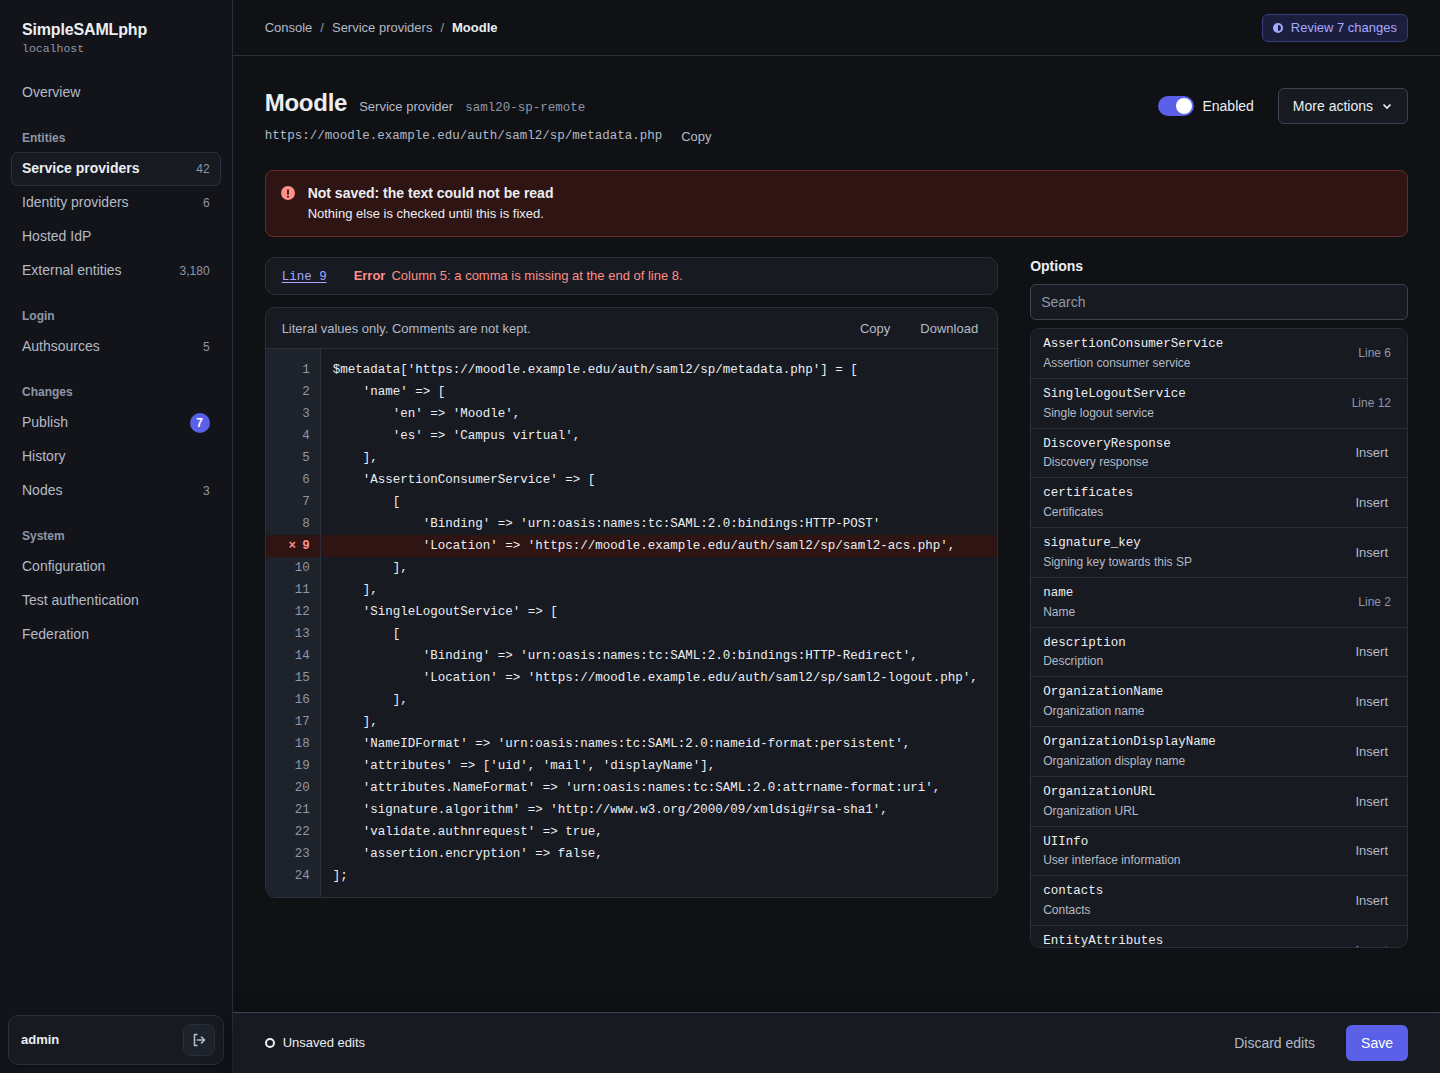 SimpleSAMLphp
localhost
Overview
Entities
Service providers 42
Identity providers 6
Hosted IdP
External entities 3,180
Login
Authsources 5
Changes
Publish 7
History
Nodes 3
System
Configuration
Test authentication
Federation
admin
Console / Service providers / Moodle
Review 7 changes
Moodle Service provider saml20-sp-remote
https://moodle.example.edu/auth/saml2/sp/metadata.php Copy
Enabled
More actions
Not saved: the text could not be read
Nothing else is checked until this is fixed.
Line 9 Error Column 5: a comma is missing at the end of line 8.
Literal values only. Comments are not kept. Copy Download
1 $metadata['https://moodle.example.edu/auth/saml2/sp/metadata.php'] = [
2     'name' => [
3         'en' => 'Moodle',
4         'es' => 'Campus virtual',
5     ],
6     'AssertionConsumerService' => [
7         [
8             'Binding' => 'urn:oasis:names:tc:SAML:2.0:bindings:HTTP-POST'
× 9             'Location' => 'https://moodle.example.edu/auth/saml2/sp/saml2-acs.php',
10         ],
11     ],
12     'SingleLogoutService' => [
13         [
14             'Binding' => 'urn:oasis:names:tc:SAML:2.0:bindings:HTTP-Redirect',
15             'Location' => 'https://moodle.example.edu/auth/saml2/sp/saml2-logout.php',
16         ],
17     ],
18     'NameIDFormat' => 'urn:oasis:names:tc:SAML:2.0:nameid-format:persistent',
19     'attributes' => ['uid', 'mail', 'displayName'],
20     'attributes.NameFormat' => 'urn:oasis:names:tc:SAML:2.0:attrname-format:uri',
21     'signature.algorithm' => 'http://www.w3.org/2000/09/xmldsig#rsa-sha1',
22     'validate.authnrequest' => true,
23     'assertion.encryption' => false,
24 ];
Options
Search
AssertionConsumerService
Assertion consumer service
Line 6
SingleLogoutService
Single logout service
Line 12
DiscoveryResponse
Discovery response
Insert
certificates
Certificates
Insert
signature_key
Signing key towards this SP
Insert
name
Name
Line 2
description
Description
Insert
OrganizationName
Organization name
Insert
OrganizationDisplayName
Organization display name
Insert
OrganizationURL
Organization URL
Insert
UIInfo
User interface information
Insert
contacts
Contacts
Insert
EntityAttributes
Unsaved edits
Discard edits
Save